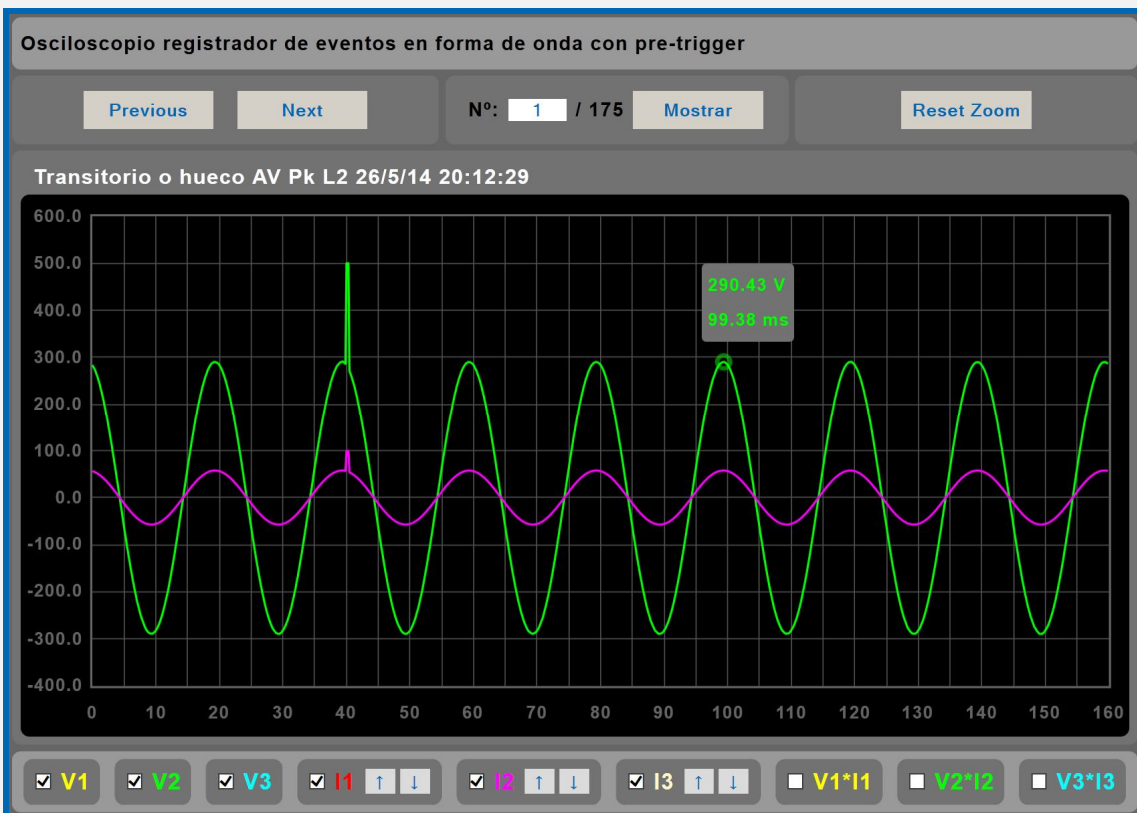 Osciloscopio registrador de eventos en forma de onda con pre-trigger
Previous Next Nº: 1 / 175 Mostrar Reset Zoom
Transitorio o hueco AV Pk L2 26/5/14 20:12:29
600.0
500.0
290.43 V
400.0
99.38 ms
300.0
200.0
100.0
0.0
-100.0
-200.0
-300.0
-400.0
0 10 20 30 40 50 60 70 80 90 100 110 120 130 140 150 160
V1 V2 V3 I1 ↑ ↓ I2 ↑ ↓ I3 ↑ ↓ V1*I1 V2*I2 V3*I3